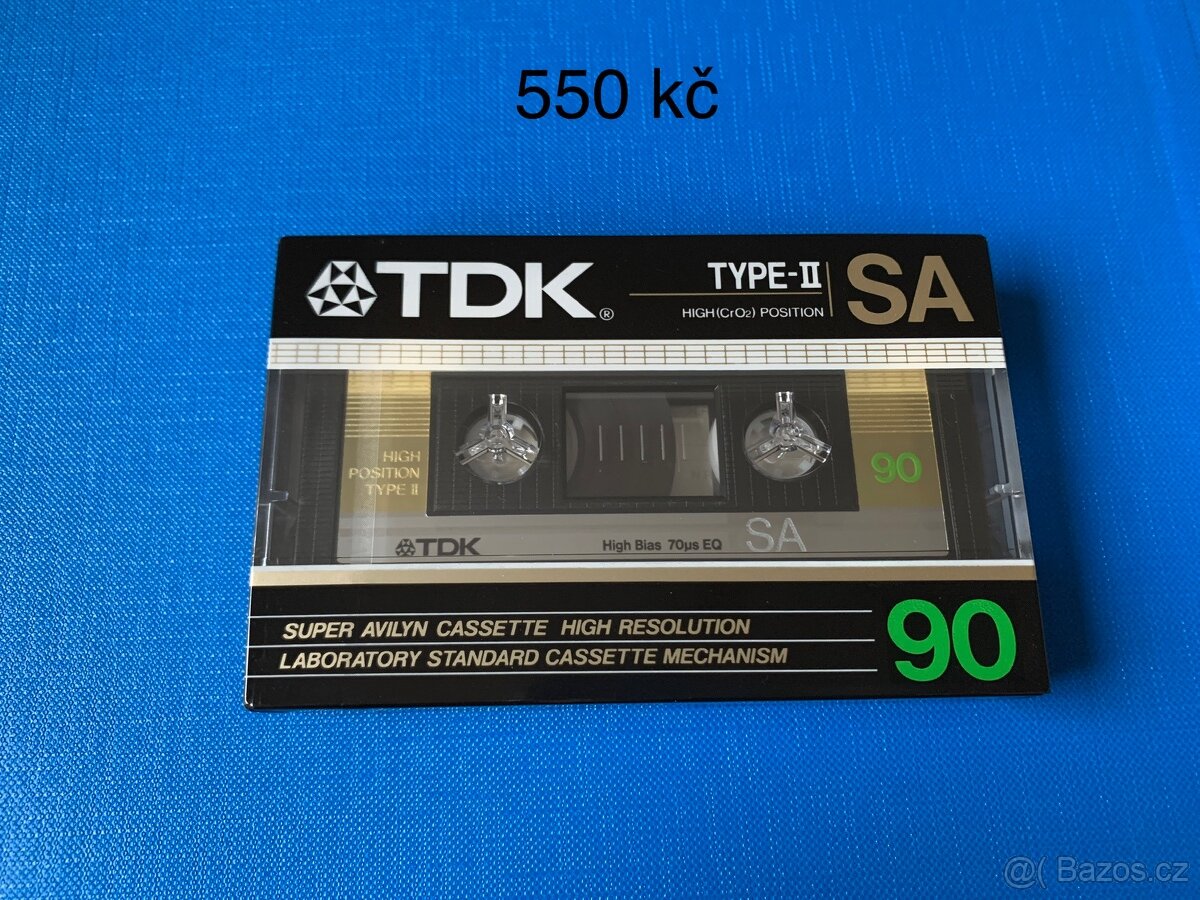 550 kč
TDK®
TYPE-II
HIGH(CrO2) POSITION
SA
HIGH
POSITION
TYPE II
90
TDK
High Bias 70µs EQ
SA
SUPER AVILYN CASSETTE HIGH RESOLUTION
LABORATORY STANDARD CASSETTE MECHANISM
90
@( Bazos.cz